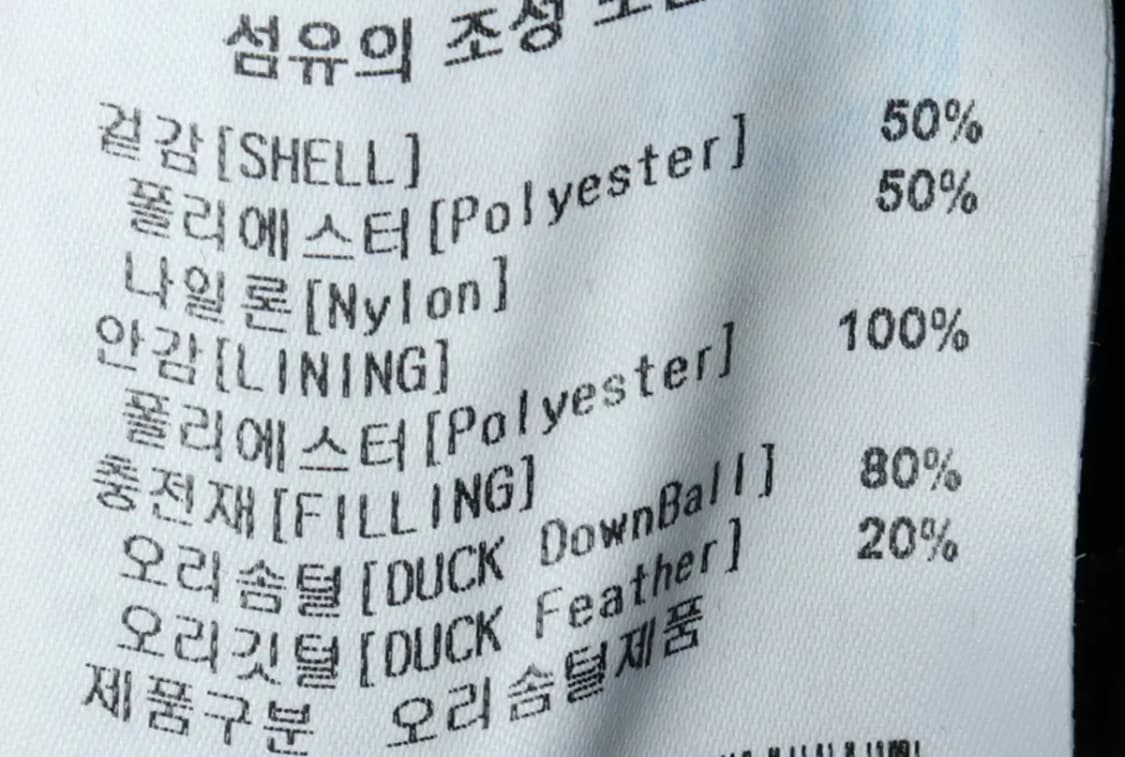 섬유의 조성
겉감[SHELL]
폴리에스터[Polyester] 50%
나일론[Nylon] 50%
안감[LINING]
폴리에스터[Polyester] 100%
충전재[FILLING]
오리솜털[DUCK DownBall] 80%
오리깃털[DUCK Feather] 20%
제품구분 오리솜털제품